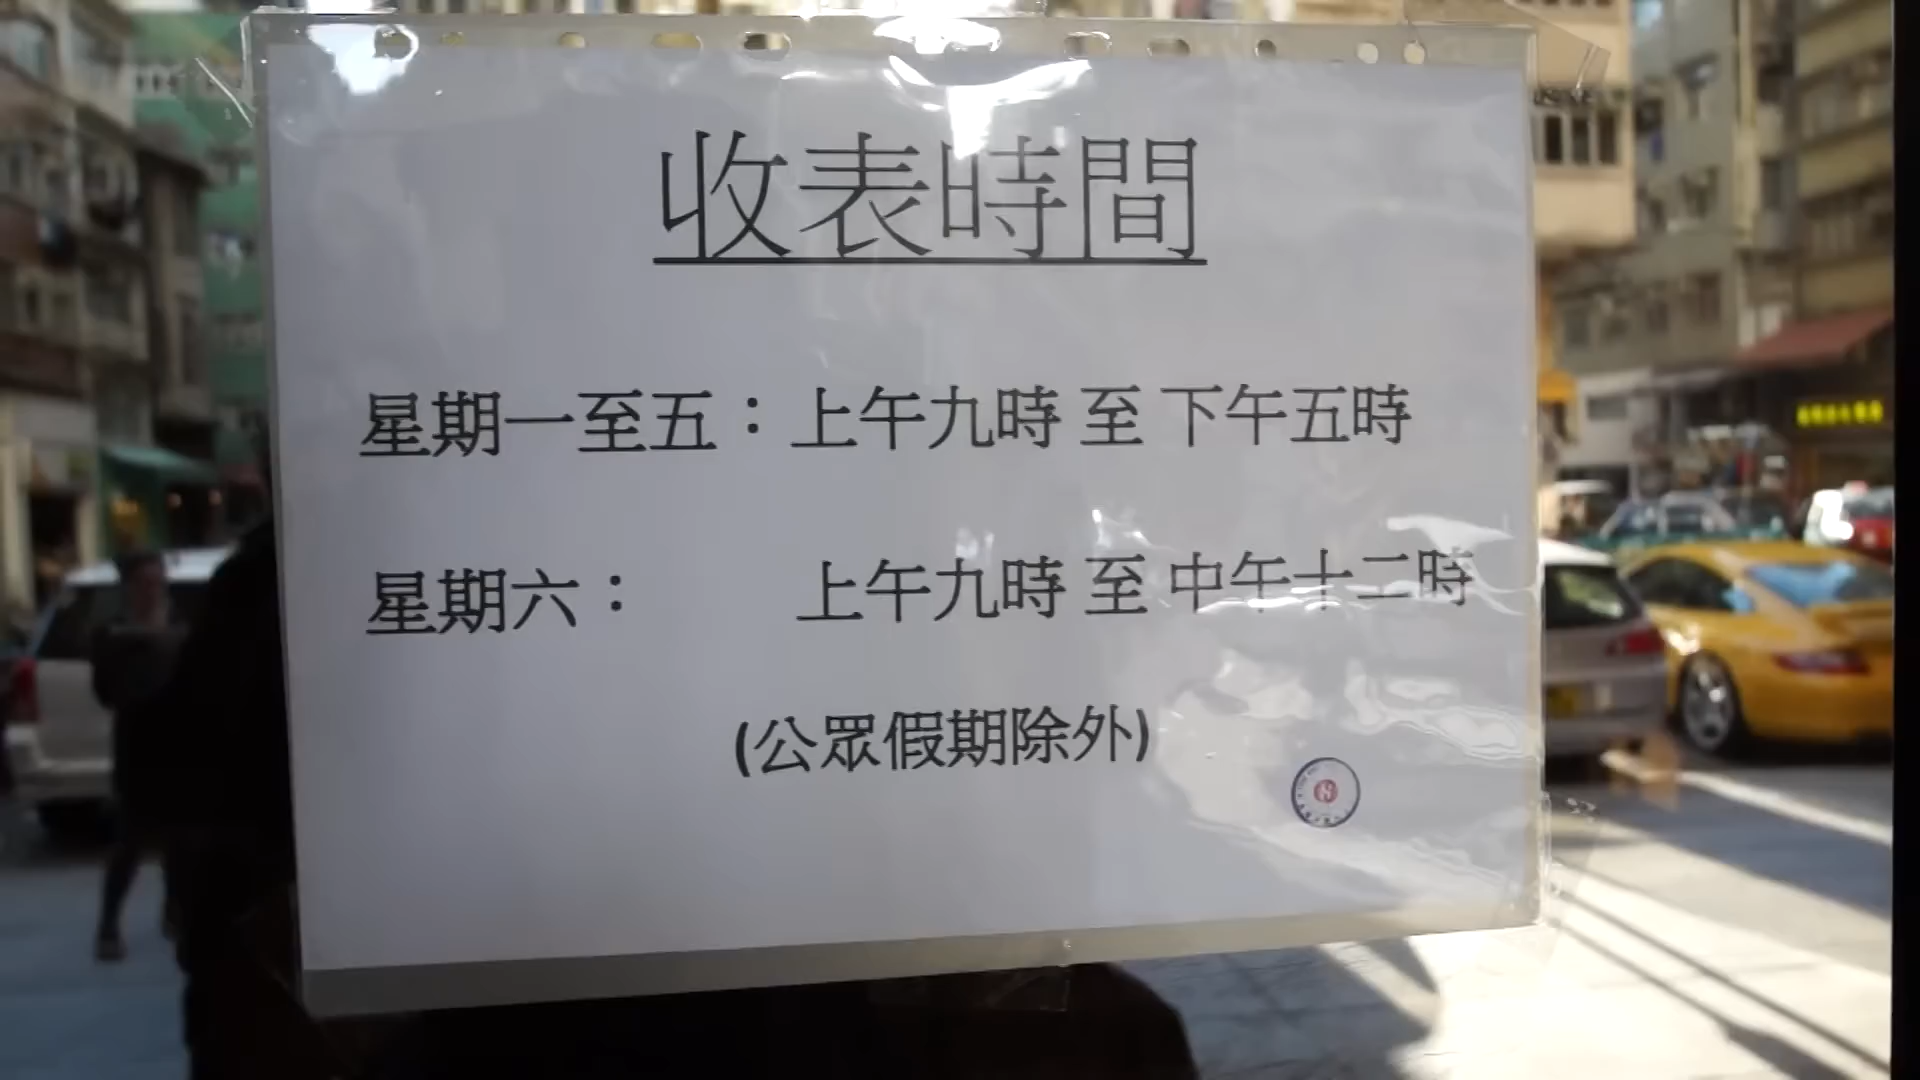 收表時間
星期一至五：上午九時 至 下午五時
星期六： 上午九時 至 中午十二時
(公眾假期除外)